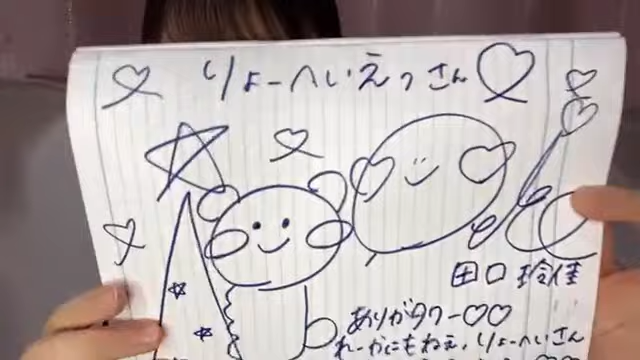 りょーへいえっさん
田口 玲佳
ありがタワー♡♡
れーかにもねぇ、りょーへいさん